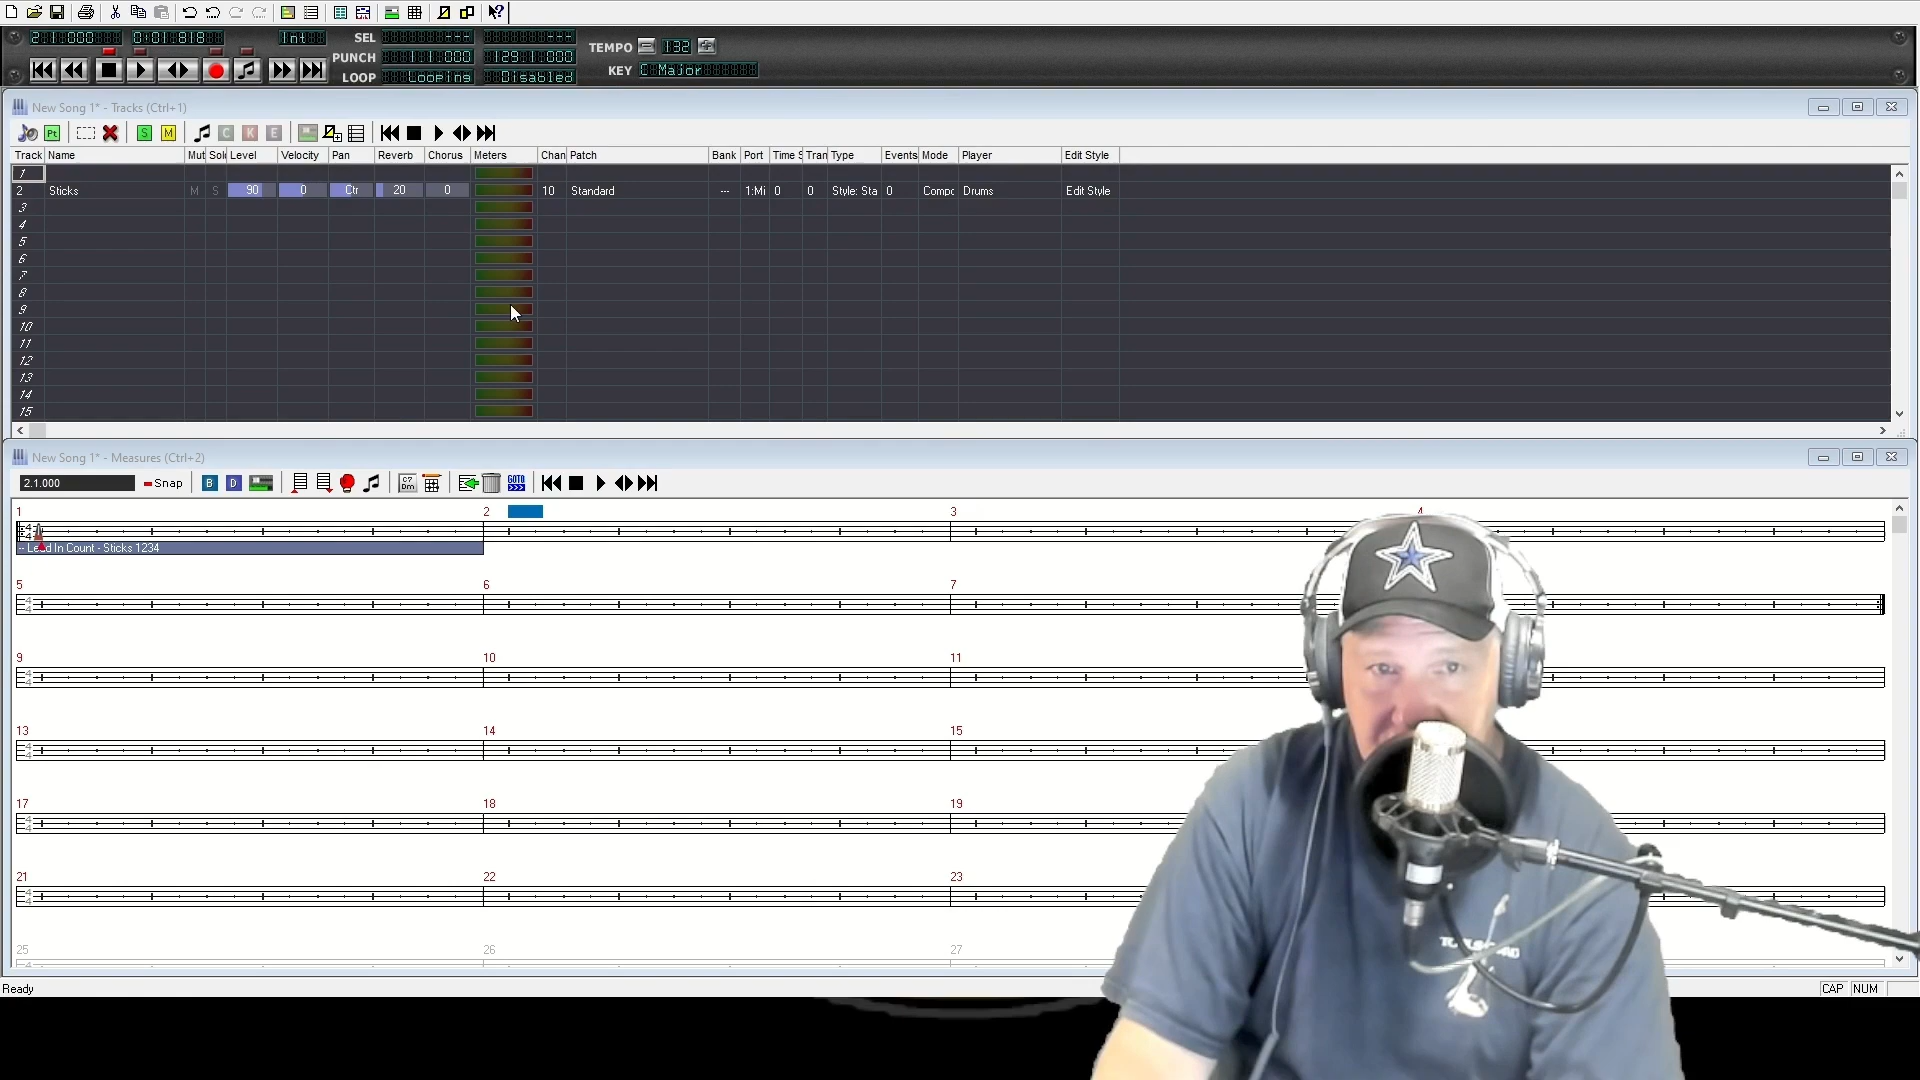 2.1.000 0:01:818 Int SEL
PUNCH 1.1.000 129.1.000
LOOP Looping Disabled
TEMPO 132
KEY C Major
New Song 1* - Tracks (Ctrl+1)
Pt S M C K E
Track Name Mut Solo Level Velocity Pan Reverb Chorus Meters Chan Patch Bank Port Time S Tran Type Events Mode Player Edit Style
1
2 Sticks M S 90 0 Ctr 20 0 10 Standard --- 1:Mi 0 0 Style: Sta 0 Compc Drums Edit Style
3
4
5
6
7
8
9
10
11
12
13
14
15
New Song 1* - Measures (Ctrl+2)
2.1.000 Snap B D C7 Dm GOTO
1 2 3 4
-- Lead In Count - Sticks 1234
5 6 7
9 10 11
13 14 15
17 18 19
21 22 23
25 26 27
Ready CAP NUM